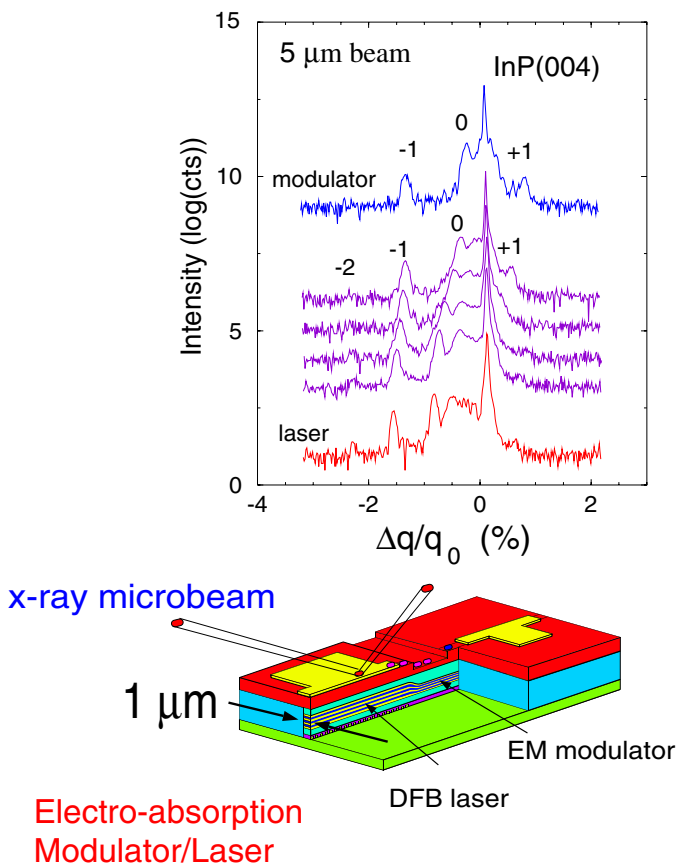 15
5 μm beam
InP(004)
0
-1
+1
10
modulator
0
-1
+1
-2
5
laser
0
-4
-2
0
2
Intensity (log(cts))
Δq/q0 (%)
x-ray microbeam
1 μm
EM modulator
DFB laser
Electro-absorption
Modulator/Laser